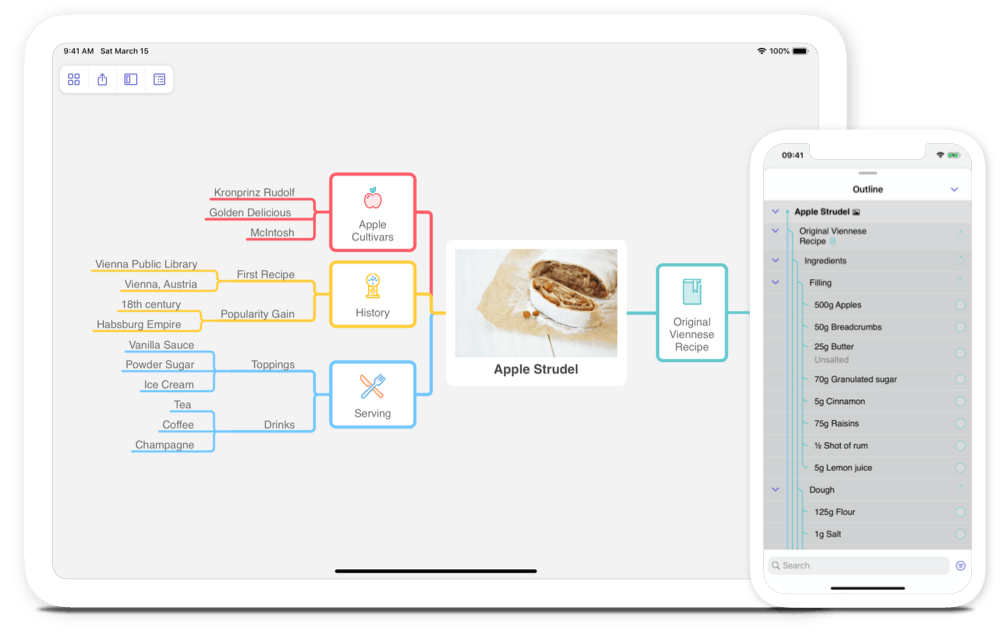 9:41 AM Sat March 15
100%
Kronprinz Rudolf
Golden Delicious
McIntosh
Apple
Cultivars
Vienna Public Library
Vienna, Austria
First Recipe
18th century
Habsburg Empire
Popularity Gain
History
Vanilla Sauce
Powder Sugar
Ice Cream
Toppings
Tea
Coffee
Champagne
Drinks
Serving
Apple Strudel
Original
Viennese
Recipe
09:41
Outline
Apple Strudel
Original Viennese
Recipe
Ingredients
Filling
500g Apples
50g Breadcrumbs
25g Butter
Unsalted
70g Granulated sugar
5g Cinnamon
75g Raisins
½ Shot of rum
5g Lemon juice
Dough
125g Flour
1g Salt
Search